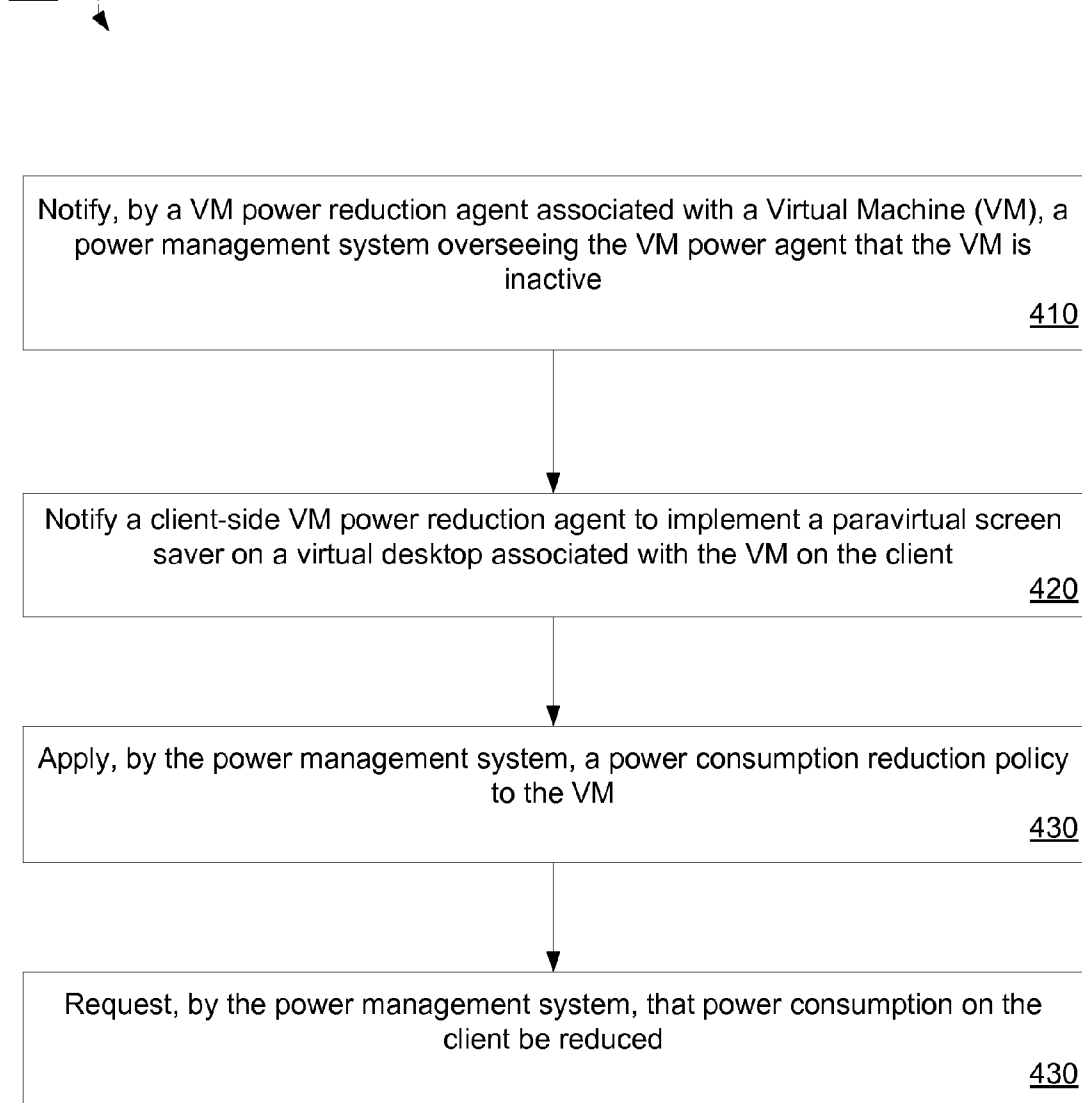 Notify, by a VM power reduction agent associated with a Virtual Machine (VM), a
power management system overseeing the VM power agent that the VM is
inactive
410
Notify a client-side VM power reduction agent to implement a paravirtual screen
saver on a virtual desktop associated with the VM on the client
420
Apply, by the power management system, a power consumption reduction policy
to the VM
430
Request, by the power management system, that power consumption on the
client be reduced
430